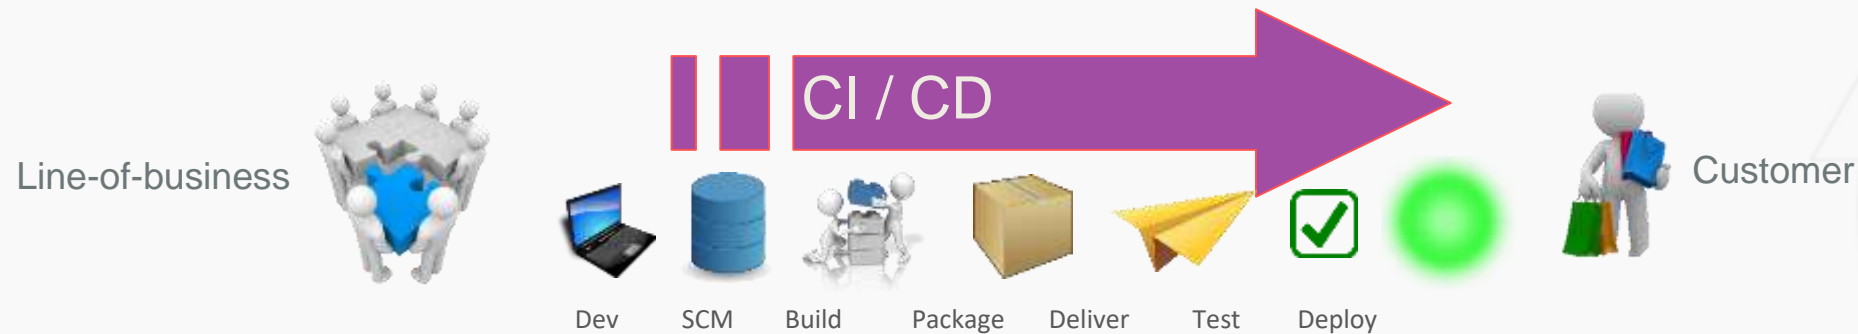 CI / CD
Line-of-business
Customer
Dev SCM Build Package Deliver Test Deploy